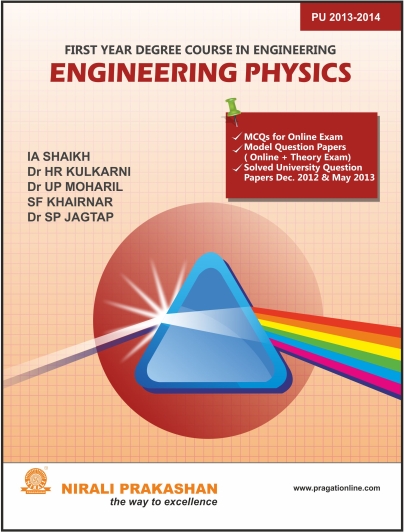 PU 2013-2014
FIRST YEAR DEGREE COURSE IN ENGINEERING
ENGINEERING PHYSICS
MCQs for Online Exam
Model Question Papers
( Online + Theory Exam)
Solved University Question
Papers Dec. 2012 & May 2013
IA SHAIKH
Dr HR KULKARNI
Dr UP MOHARIL
SF KHAIRNAR
Dr SP JAGTAP
NIRALI PRAKASHAN
the way to excellence
www.pragationline.com